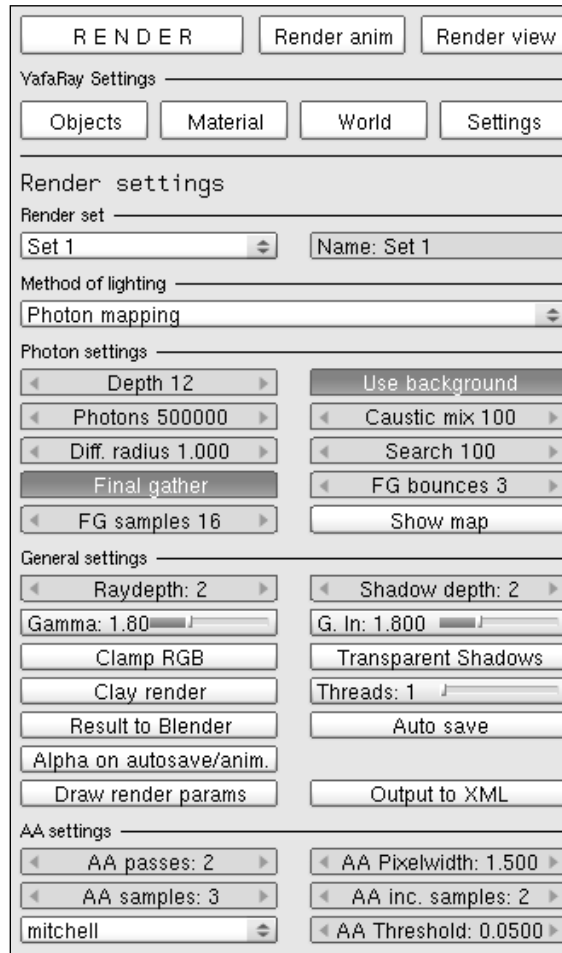 RENDER Render anim Render view
YafaRay Settings
Objects Material World Settings
Render settings
Render set
Set 1 Name: Set 1
Method of lighting
Photon mapping
Photon settings
Depth 12 Use background
Photons 500000 Caustic mix 100
Diff. radius 1.000 Search 100
Final gather FG bounces 3
FG samples 16 Show map
General settings
Raydepth: 2 Shadow depth: 2
Gamma: 1.80 G. In: 1.800
Clamp RGB Transparent Shadows
Clay render Threads: 1
Result to Blender Auto save
Alpha on autosave/anim.
Draw render params Output to XML
AA settings
AA passes: 2 AA Pixelwidth: 1.500
AA samples: 3 AA inc. samples: 2
mitchell AA Threshold: 0.0500